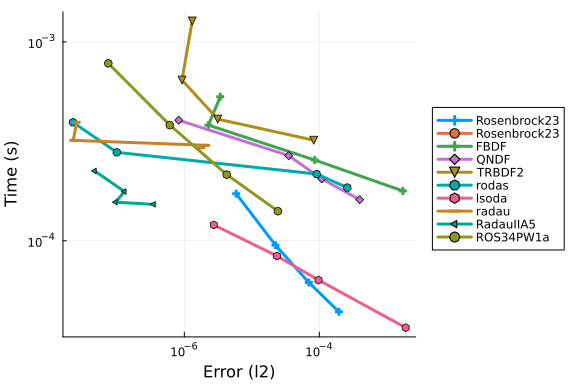 10⁻³
10⁻⁴
Time (s)
10⁻⁶
10⁻⁴
Error (l2)
Rosenbrock23
Rosenbrock23
FBDF
QNDF
TRBDF2
rodas
lsoda
radau
RadauIIA5
ROS34PW1a